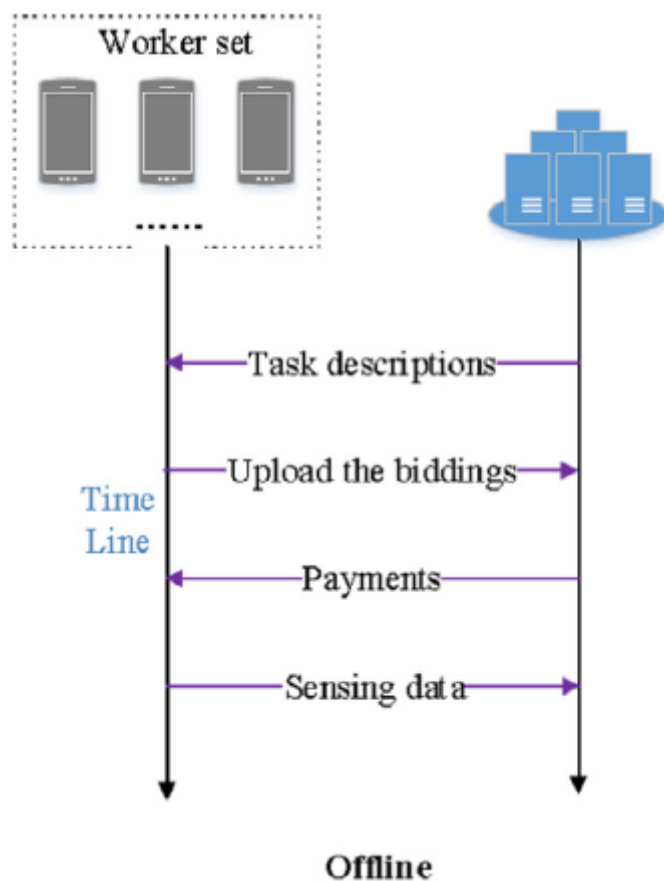 Worker set
Task descriptions
Upload the biddings
Time
Line
Payments
Sensing data
Offline